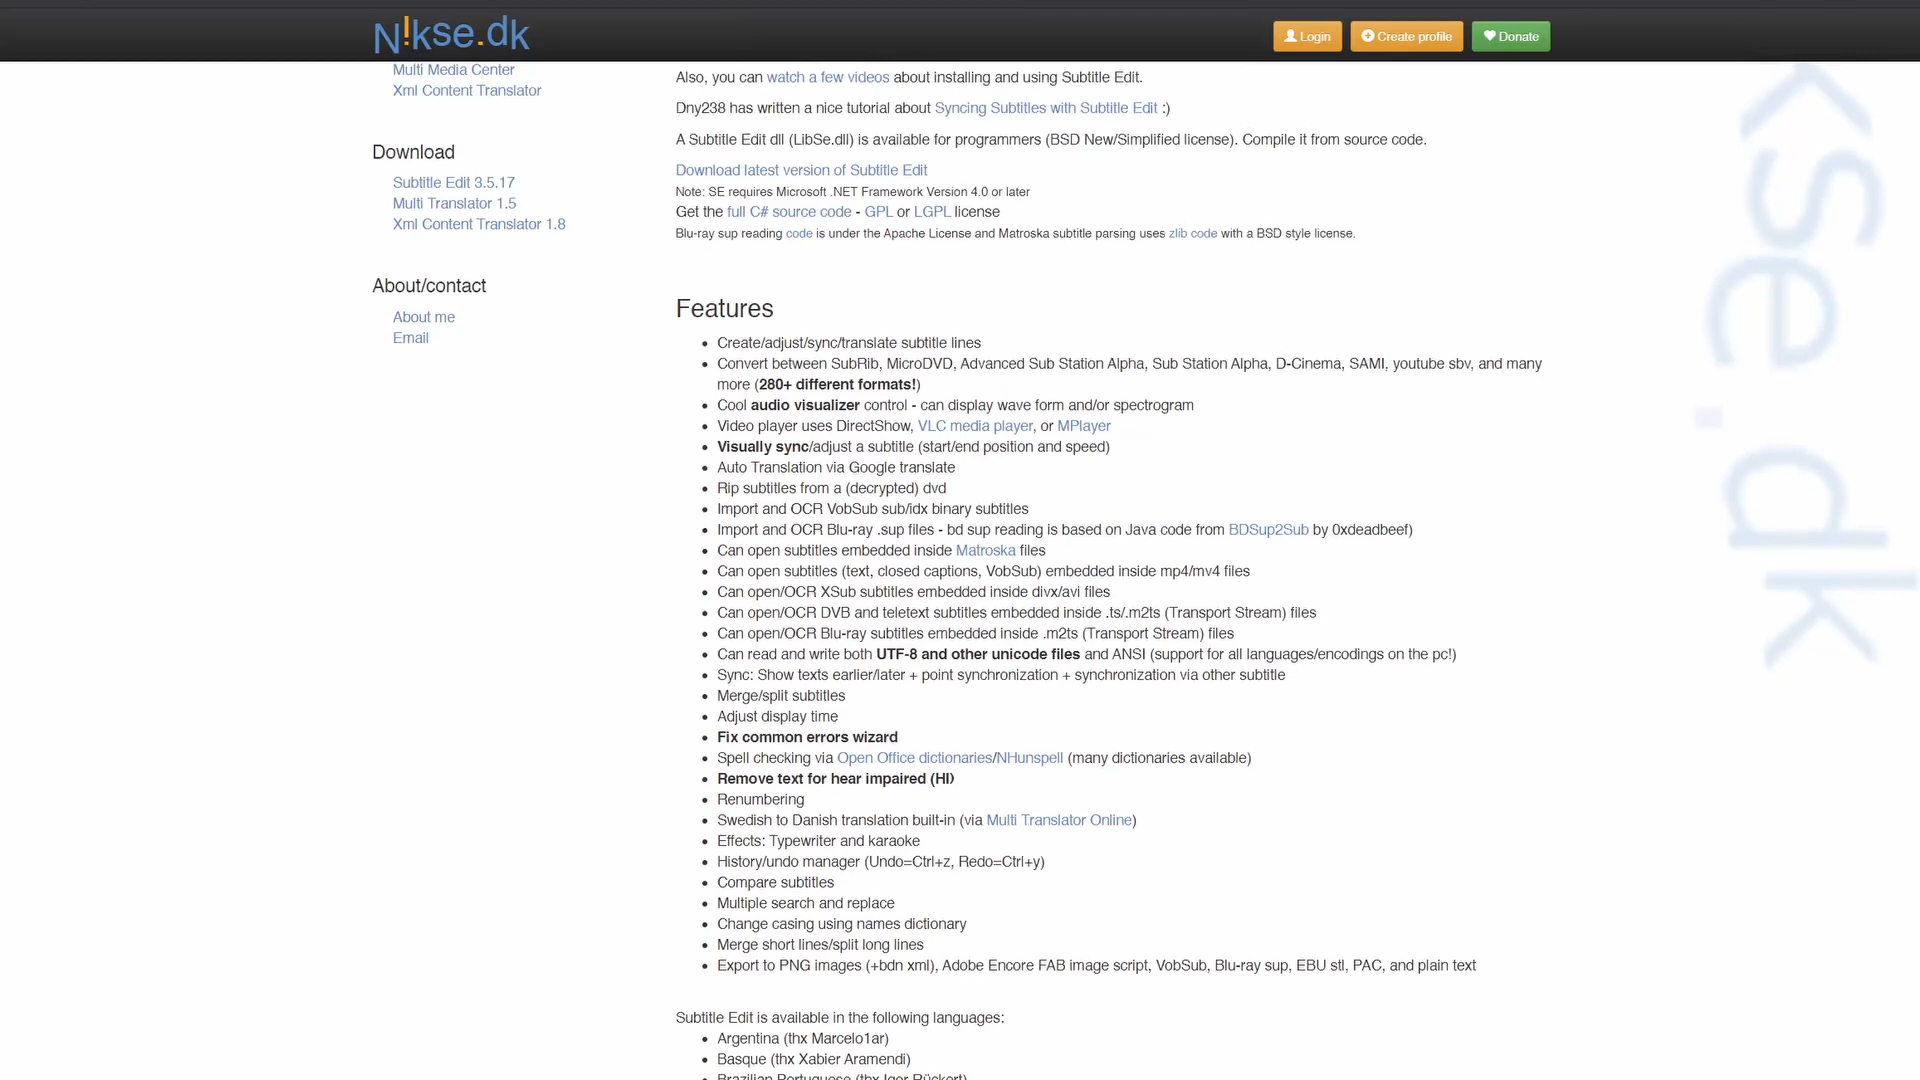 N!kse.dk
Login
Create profile
Donate
Multi Media Center
Xml Content Translator
Download
Subtitle Edit 3.5.17
Multi Translator 1.5
Xml Content Translator 1.8
About/contact
About me
Email
Also, you can watch a few videos about installing and using Subtitle Edit.
Dny238 has written a nice tutorial about Syncing Subtitles with Subtitle Edit :)
A Subtitle Edit dll (LibSe.dll) is available for programmers (BSD New/Simplified license). Compile it from source code.
Download latest version of Subtitle Edit
Note: SE requires Microsoft .NET Framework Version 4.0 or later
Get the full C# source code - GPL or LGPL license
Blu-ray sup reading code is under the Apache License and Matroska subtitle parsing uses zlib code with a BSD style license.
Features
• Create/adjust/sync/translate subtitle lines
• Convert between SubRib, MicroDVD, Advanced Sub Station Alpha, Sub Station Alpha, D-Cinema, SAMI, youtube sbv, and many
more (280+ different formats!)
• Cool audio visualizer control - can display wave form and/or spectrogram
• Video player uses DirectShow, VLC media player, or MPlayer
• Visually sync/adjust a subtitle (start/end position and speed)
• Auto Translation via Google translate
• Rip subtitles from a (decrypted) dvd
• Import and OCR VobSub sub/idx binary subtitles
• Import and OCR Blu-ray .sup files - bd sup reading is based on Java code from BDSup2Sub by 0xdeadbeef)
• Can open subtitles embedded inside Matroska files
• Can open subtitles (text, closed captions, VobSub) embedded inside mp4/mv4 files
• Can open/OCR XSub subtitles embedded inside divx/avi files
• Can open/OCR DVB and teletext subtitles embedded inside .ts/.m2ts (Transport Stream) files
• Can open/OCR Blu-ray subtitles embedded inside .m2ts (Transport Stream) files
• Can read and write both UTF-8 and other unicode files and ANSI (support for all languages/encodings on the pc!)
• Sync: Show texts earlier/later + point synchronization + synchronization via other subtitle
• Merge/split subtitles
• Adjust display time
• Fix common errors wizard
• Spell checking via Open Office dictionaries/NHunspell (many dictionaries available)
• Remove text for hear impaired (HI)
• Renumbering
• Swedish to Danish translation built-in (via Multi Translator Online)
• Effects: Typewriter and karaoke
• History/undo manager (Undo=Ctrl+z, Redo=Ctrl+y)
• Compare subtitles
• Multiple search and replace
• Change casing using names dictionary
• Merge short lines/split long lines
• Export to PNG images (+bdn xml), Adobe Encore FAB image script, VobSub, Blu-ray sup, EBU stl, PAC, and plain text
Subtitle Edit is available in the following languages:
• Argentina (thx Marcelo1ar)
• Basque (thx Xabier Aramendi)
• Brazilian Portuguese (thx Igor Rückert)
kse.dk